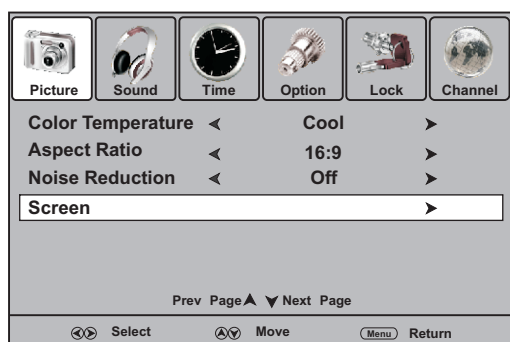 Picture Sound Time Option Lock Channel
Color Temperature Cool
Aspect Ratio 16:9
Noise Reduction Off
Screen
Prev Page Next Page
Select Move Menu Return